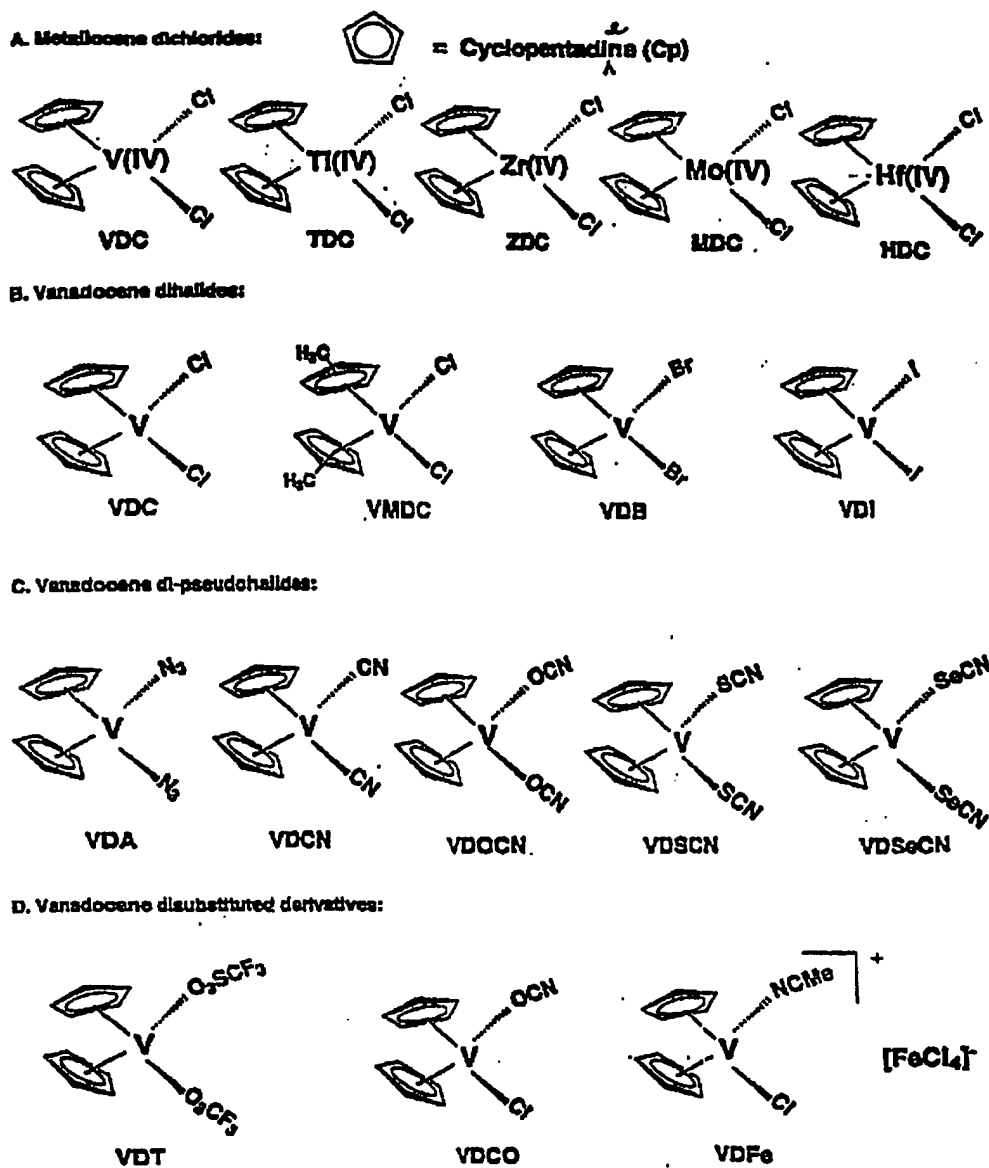 A. Metallocene dichlorides:
= Cyclopentadine (Cp)
e
Cl Cl Cl Cl Cl
V(IV) Ti(IV) Zr(IV) Mo(IV) Hf(IV)
Cl Cl Cl Cl Cl
VDC TDC ZDC MDC HDC
B. Vanadocene dihalides:
H₃C
Cl Cl Br I
V V V V
Cl Cl Br I
H₃C
VDC VMDC VDB VDI
C. Vanadocene di-pseudohalides:
N₃ CN OCN SCN SeCN
V V V V V
N₃ CN OCN SCN SeCN
VDA VDCN VDOCN VDSCN VDSeCN
D. Vanadocene disubstituted derivatives:
O₃SCF₃ OCN NCMe +
V V V [FeCl₄]⁻
O₃CF₃ Cl Cl
VDT VDCO VDFe